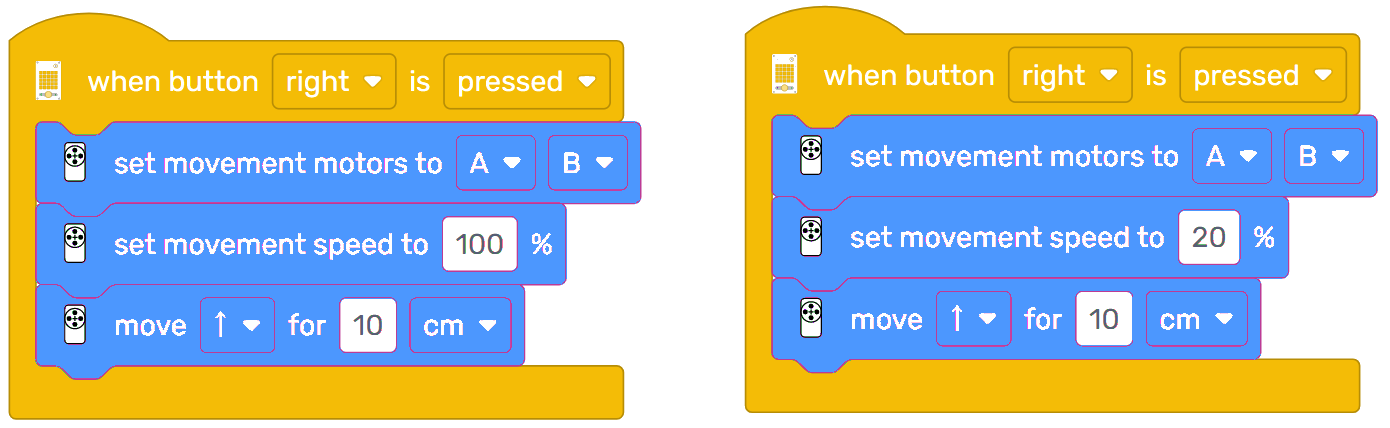 when button right is pressed
set movement motors to A B
set movement speed to 100 %
move ↑ for 10 cm
when button right is pressed
set movement motors to A B
set movement speed to 20 %
move ↑ for 10 cm